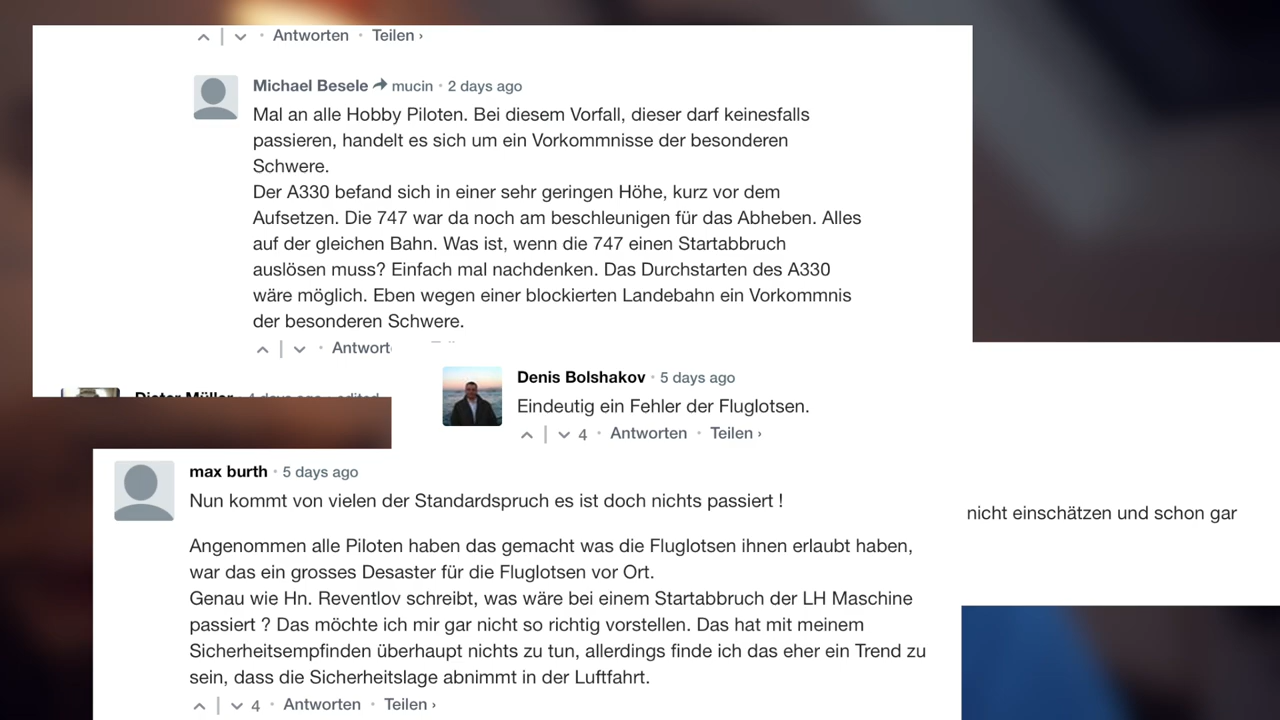 Antworten • Teilen ›
Michael Besele mucin • 2 days ago
Mal an alle Hobby Piloten. Bei diesem Vorfall, dieser darf keinesfalls
passieren, handelt es sich um ein Vorkommnisse der besonderen
Schwere.
Der A330 befand sich in einer sehr geringen Höhe, kurz vor dem
Aufsetzen. Die 747 war da noch am beschleunigen für das Abheben. Alles
auf der gleichen Bahn. Was ist, wenn die 747 einen Startabbruch
auslösen muss? Einfach mal nachdenken. Das Durchstarten des A330
wäre möglich. Eben wegen einer blockierten Landebahn ein Vorkommnis
der besonderen Schwere.
Antwort
Dieter Müller • 4 days ago • edited
Denis Bolshakov • 5 days ago
Eindeutig ein Fehler der Fluglotsen.
4 • Antworten • Teilen ›
max burth • 5 days ago
Nun kommt von vielen der Standardspruch es ist doch nichts passiert !
nicht einschätzen und schon gar
Angenommen alle Piloten haben das gemacht was die Fluglotsen ihnen erlaubt haben,
war das ein grosses Desaster für die Fluglotsen vor Ort.
Genau wie Hn. Reventlov schreibt, was wäre bei einem Startabbruch der LH Maschine
passiert ? Das möchte ich mir gar nicht so richtig vorstellen. Das hat mit meinem
Sicherheitsempfinden überhaupt nichts zu tun, allerdings finde ich das eher ein Trend zu
sein, dass die Sicherheitslage abnimmt in der Luftfahrt.
4 • Antworten • Teilen ›